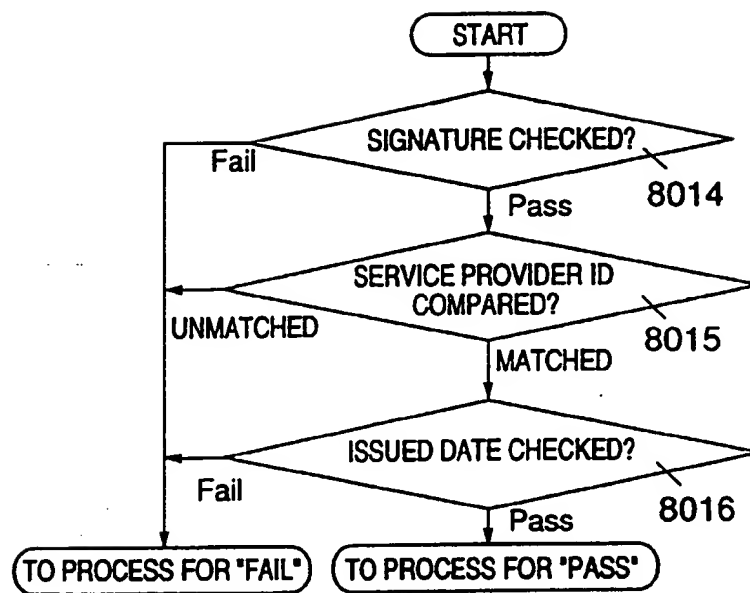 START
SIGNATURE CHECKED?
Fail
8014
Pass
SERVICE PROVIDER ID
COMPARED?
UNMATCHED
8015
MATCHED
ISSUED DATE CHECKED?
Fail
8016
Pass
TO PROCESS FOR "FAIL"
TO PROCESS FOR "PASS"